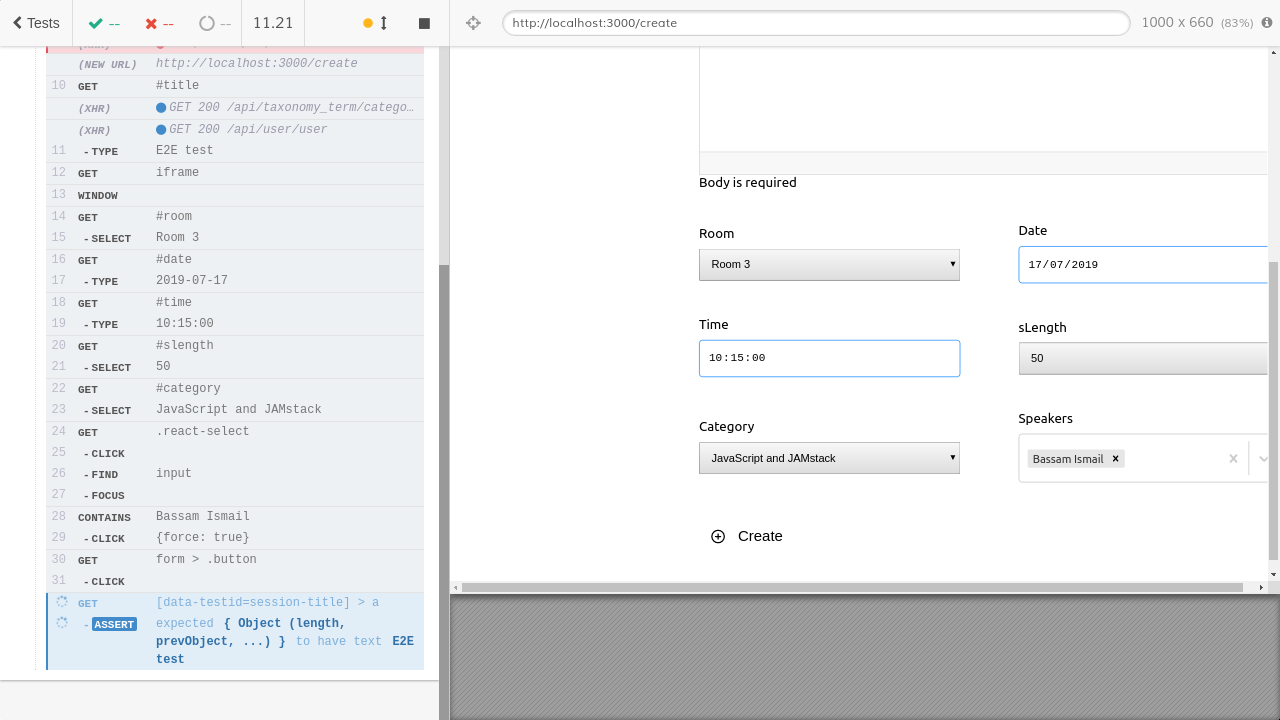 Tests -- -- -- 11.21
http://localhost:3000/create 1000 x 660 (83%)
(NEW URL) http://localhost:3000/create
10 GET #title
(XHR) GET 200 /api/taxonomy_term/catego…
(XHR) GET 200 /api/user/user
11 - TYPE E2E test
12 GET iframe
13 WINDOW
14 GET #room
15 - SELECT Room 3
16 GET #date
17 - TYPE 2019-07-17
18 GET #time
19 - TYPE 10:15:00
20 GET #slength
21 - SELECT 50
22 GET #category
23 - SELECT JavaScript and JAMstack
24 GET .react-select
25 - CLICK
26 - FIND input
27 - FOCUS
28 CONTAINS Bassam Ismail
29 - CLICK {force: true}
30 GET form > .button
31 - CLICK
GET [data-testid=session-title] > a
- ASSERT expected { Object (length,
prevObject, ...) } to have text E2E
test
Body is required
Room
Room 3
Date
17/07/2019
Time
10:15:00
sLength
50
Category
JavaScript and JAMstack
Speakers
Bassam Ismail
Create